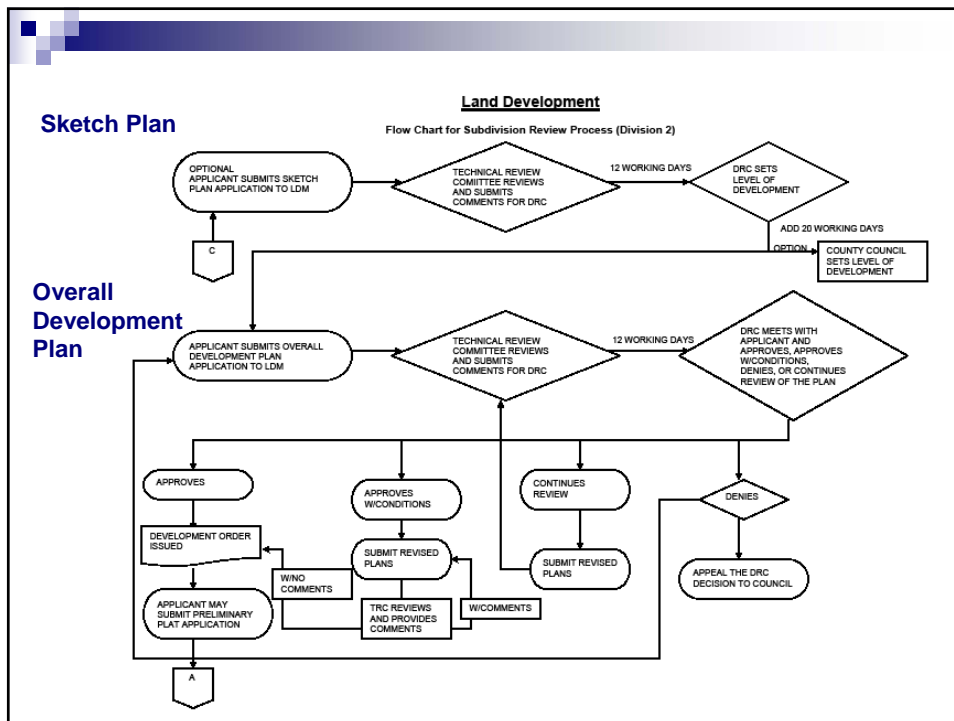 Land Development
Sketch Plan
Flow Chart for Subdivision Review Process (Division 2)
OPTIONAL
APPLICANT SUBMITS SKETCH
PLAN APPLICATION TO LDM
TECHNICAL REVIEW
COMIITTEE REVIEWS
AND SUBMITS
COMMENTS FOR DRC
12 WORKING DAYS
DRC SETS
LEVEL OF
DEVELOPMENT
ADD 20 WORKING DAYS
OPTION
COUNTY COUNCIL
SETS LEVEL OF
DEVELOPMENT
C
Overall
Development
Plan
APPLICANT SUBMITS OVERALL
DEVELOPMENT PLAN
APPLICATION TO LDM
TECHNICAL REVIEW
COMMITTEE REVIEWS
AND SUBMITS
COMMENTS FOR DRC
12 WORKING DAYS
DRC MEETS WITH
APPLICANT AND
APPROVES, APPROVES
W/CONDITIONS,
DENIES, OR CONTINUES
REVIEW OF THE PLAN
APPROVES
APPROVES
W/CONDITIONS
CONTINUES
REVIEW
DENIES
DEVELOPMENT ORDER
ISSUED
SUBMIT REVISED
PLANS
SUBMIT REVISED
PLANS
APPEAL THE DRC
DECISION TO COUNCIL
W/NO
COMMENTS
W/COMMENTS
APPLICANT MAY
SUBMIT PRELIMINARY
PLAT APPLICATION
TRC REVIEWS
AND PROVIDES
COMMENTS
A